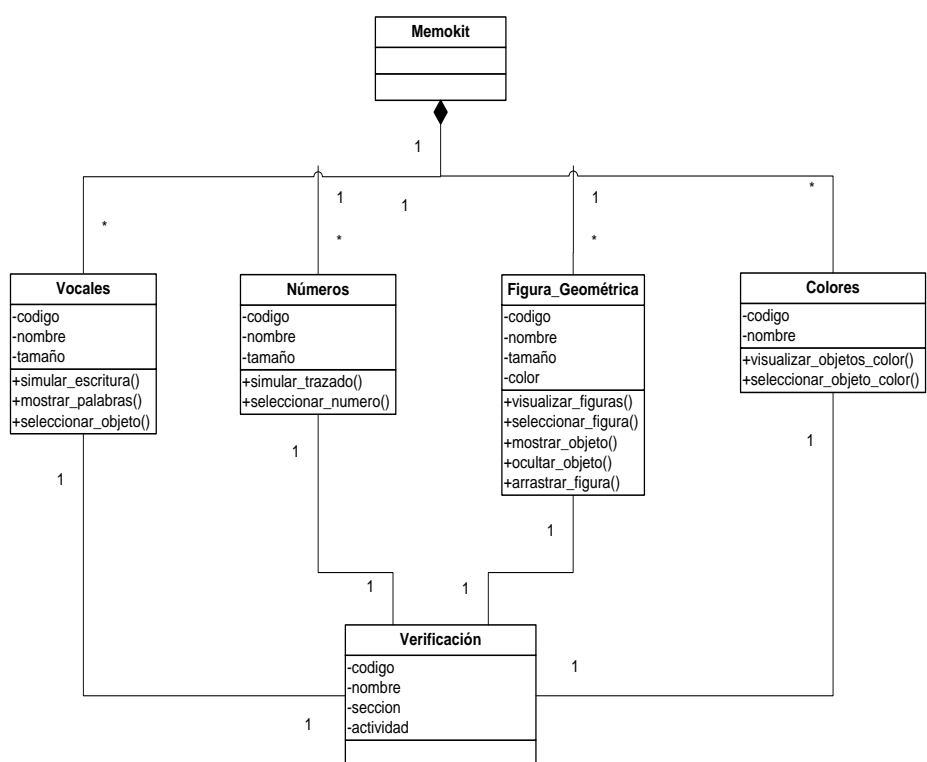 Memokit
1
1
1
1
*
*
*
*
Vocales
-codigo
-nombre
-tamaño
+simular_escritura()
+mostrar_palabras()
+seleccionar_objeto()
Números
-codigo
-nombre
-tamaño
+simular_trazado()
+seleccionar_numero()
Figura_Geométrica
-codigo
-nombre
-tamaño
-color
+visualizar_figuras()
+seleccionar_figura()
+mostrar_objeto()
+ocultar_objeto()
+arrastrar_figura()
Colores
-codigo
-nombre
+visualizar_objetos_color()
+seleccionar_objeto_color()
1
1
1
1
1
1
1
1
Verificación
-codigo
-nombre
-seccion
-actividad